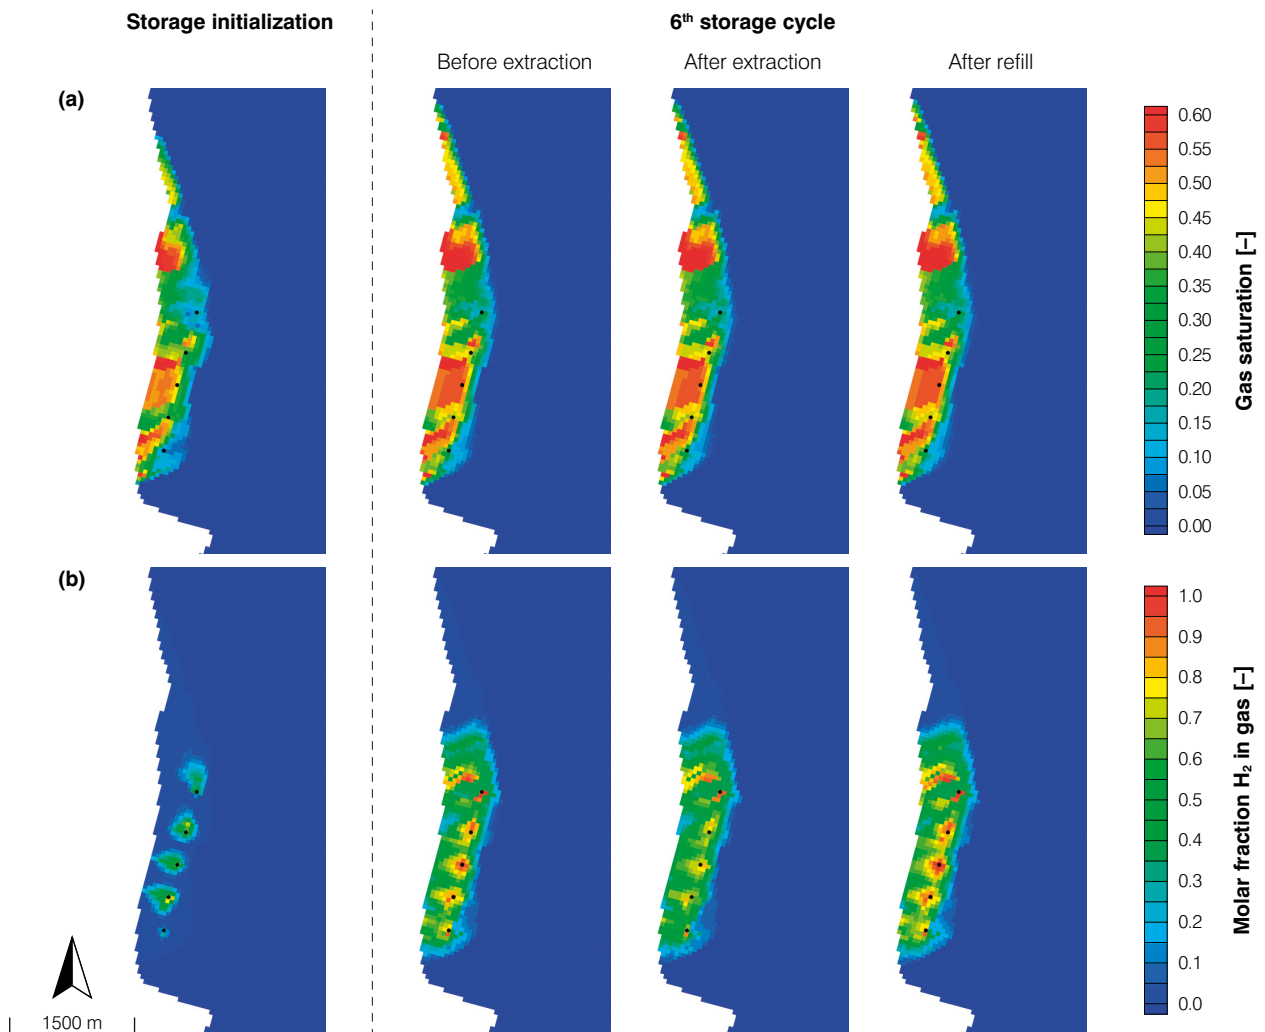 Storage initialization
6th storage cycle
Before extraction
After extraction
After refill
(a)
0.60
0.55
0.50
0.45
0.40
0.35
0.30
0.25
0.20
0.15
0.10
0.05
0.00
Gas saturation [–]
(b)
1.0
0.9
0.8
0.7
0.6
0.5
0.4
0.3
0.2
0.1
0.0
Molar fraction H₂ in gas [–]
1500 m